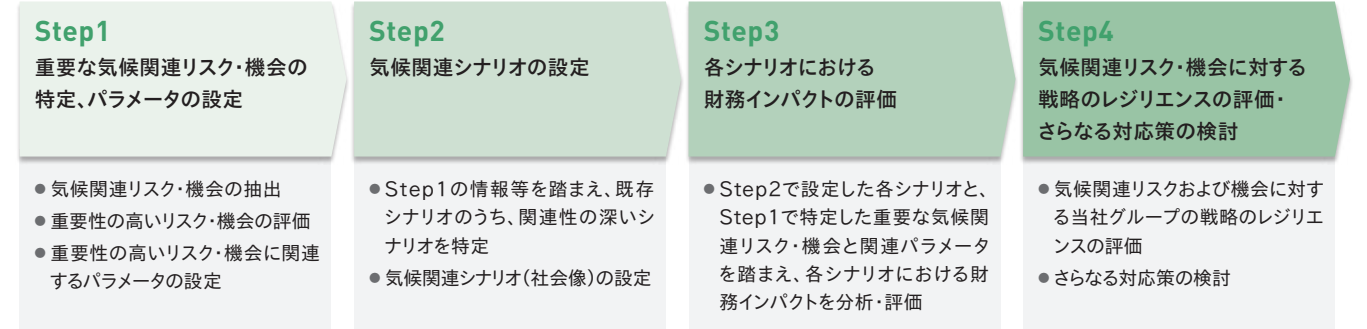 Step1
重要な気候関連リスク・機会の
特定、パラメータの設定
● 気候関連リスク・機会の抽出
● 重要性の高いリスク・機会の評価
● 重要性の高いリスク・機会に関連
するパラメータの設定
Step2
気候関連シナリオの設定
● Step1の情報等を踏まえ、既存
シナリオのうち、関連性の深いシ
ナリオを特定
● 気候関連シナリオ(社会像)の設定
Step3
各シナリオにおける
財務インパクトの評価
● Step2で設定した各シナリオと、
Step1で特定した重要な気候関
連リスク・機会と関連パラメータ
を踏まえ、各シナリオにおける財
務インパクトを分析・評価
Step4
気候関連リスク・機会に対する
戦略のレジリエンスの評価・
さらなる対応策の検討
● 気候関連リスクおよび機会に対す
る当社グループの戦略のレジリエ
ンスの評価
● さらなる対応策の検討